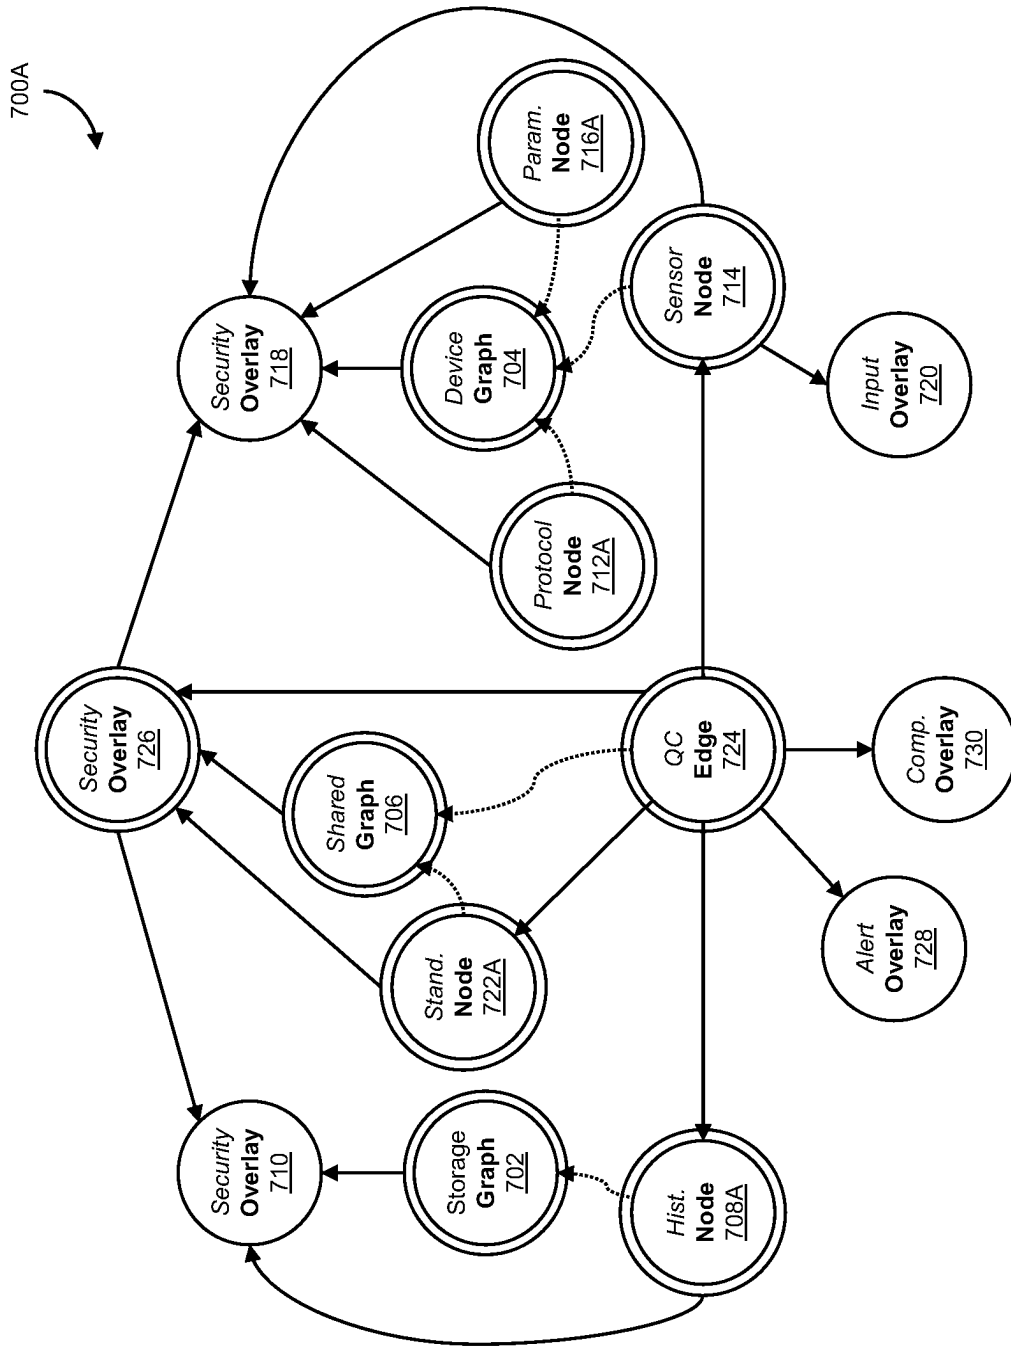 700A
Security
Overlay
726
Security
Overlay
710
Security
Overlay
718
Storage
Graph
702
Stand.
Node
722A
Shared
Graph
706
Protocol
Node
712A
Device
Graph
704
Param.
Node
716A
Hist.
Node
708A
QC
Edge
724
Sensor
Node
714
Alert
Overlay
728
Comp.
Overlay
730
Input
Overlay
720